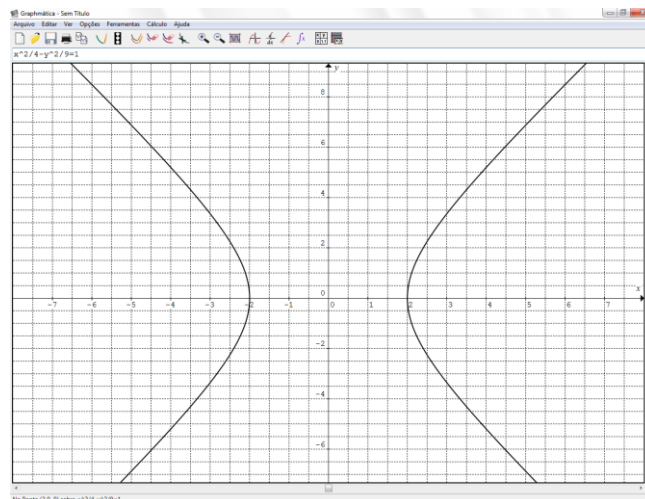 Graphmática - Sem Título
Arquivo Editar Ver Opções Ferramentas Cálculo Ajuda
x^2/4-y^2/9=1
y
8
6
4
2
0
x
-7 -6 -5 -4 -3 -2 -1 0 1 2 3 4 5 6 7
-2
-4
-6